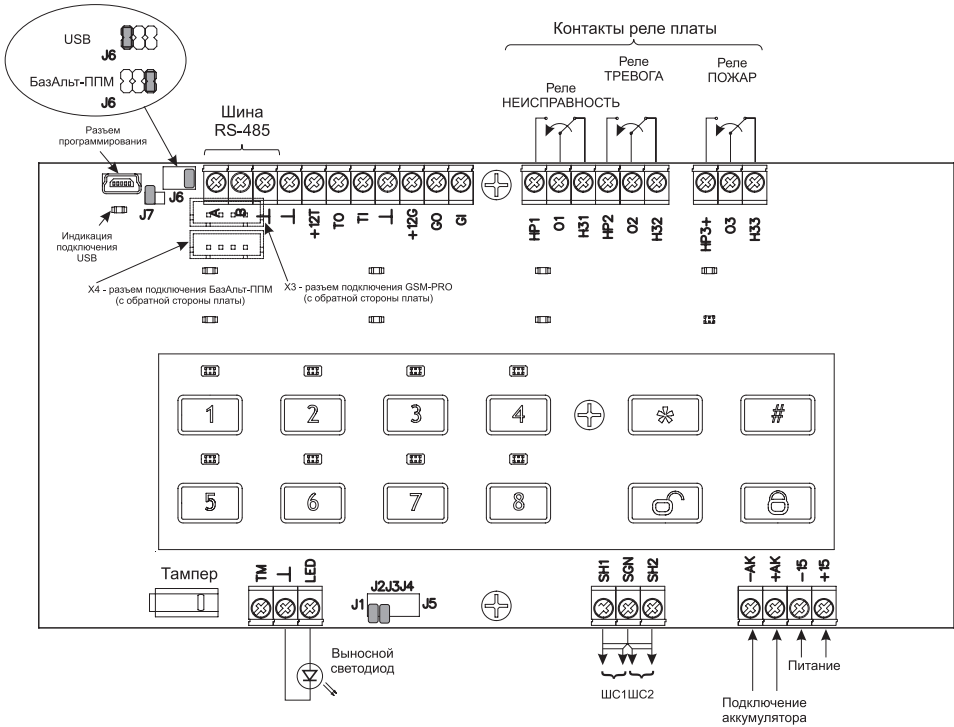 USB
J6
БазАльт-ППМ
J6
Разъем
программирования
J7
J6
Индикация
подключения
USB
Шина
RS-485
A
B
⊥
⊥
+12T
TO
TI
⊥
+12G
GO
GI
X4 - разъем подключения БазАльт-ППМ
(с обратной стороны платы)
X3 - разъем подключения GSM-PRO
(с обратной стороны платы)
Контакты реле платы
Реле
НЕИСПРАВНОСТЬ
Реле
ТРЕВОГА
Реле
ПОЖАР
HP1
O1
H31
HP2
O2
H32
HP3+
O3
H33
1
2
3
4
*
#
5
6
7
8
Тампер
TM
⊥
LED
J1
J2J3J4
J5
Выносной
светодиод
SH1
SGN
SH2
ШС1ШС2
-AK
+AK
-15
+15
Питание
Подключение
аккумулятора